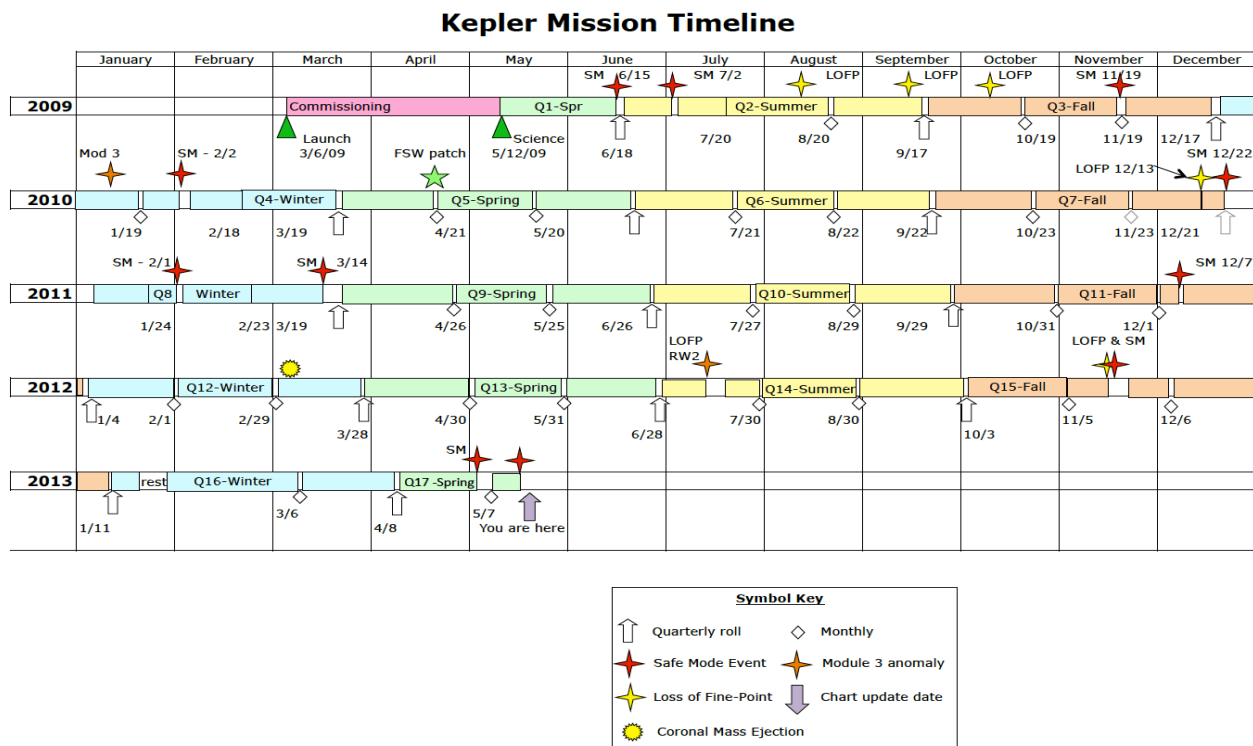 Kepler Mission Timeline
January February March April May June July August September October November December
SM 6/15 SM 7/2 LOFP LOFP LOFP SM 11/19
2009 Commissioning Q1-Spr Q2-Summer Q3-Fall
Launch Science 7/20 8/20 10/19 11/19 12/17
3/6/09 5/12/09 6/18 9/17
Mod 3 SM - 2/2 FSW patch SM 12/22
LOFP 12/13
2010 Q4-Winter Q5-Spring Q6-Summer Q7-Fall
1/19 2/18 3/19 4/21 5/20 7/21 8/22 9/22 10/23 11/23 12/21
SM - 2/1 SM 3/14 SM 12/7
2011 Q8 Winter Q9-Spring Q10-Summer Q11-Fall
1/24 2/23 3/19 4/26 5/25 6/26 7/27 8/29 9/29 10/31 12/1
LOFP LOFP & SM
RW2
2012 Q12-Winter Q13-Spring Q14-Summer Q15-Fall
1/4 2/1 2/29 3/28 4/30 5/31 6/28 7/30 8/30 10/3 11/5 12/6
SM
2013 rest Q16-Winter Q17-Spring
1/11 3/6 4/8 5/7
You are here
Symbol Key
Quarterly roll Monthly
Safe Mode Event Module 3 anomaly
Loss of Fine-Point Chart update date
Coronal Mass Ejection